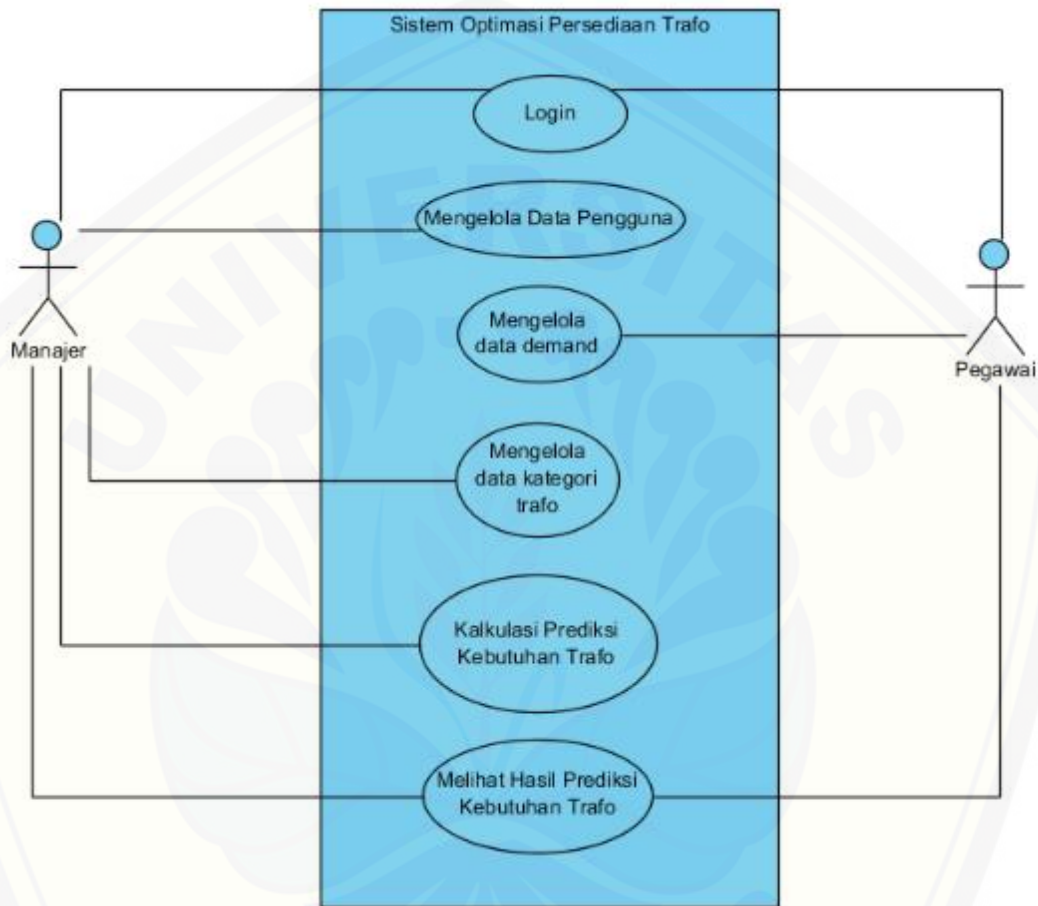 Sistem Optimasi Persediaan Trafo
Login
Mengelola Data Pengguna
Mengelola
data demand
Manajer
Pegawai
Mengelola
data kategori
trafo
Kalkulasi Prediksi
Kebutuhan Trafo
Melihat Hasil Prediksi
Kebutuhan Trafo
UNIVERSITAS